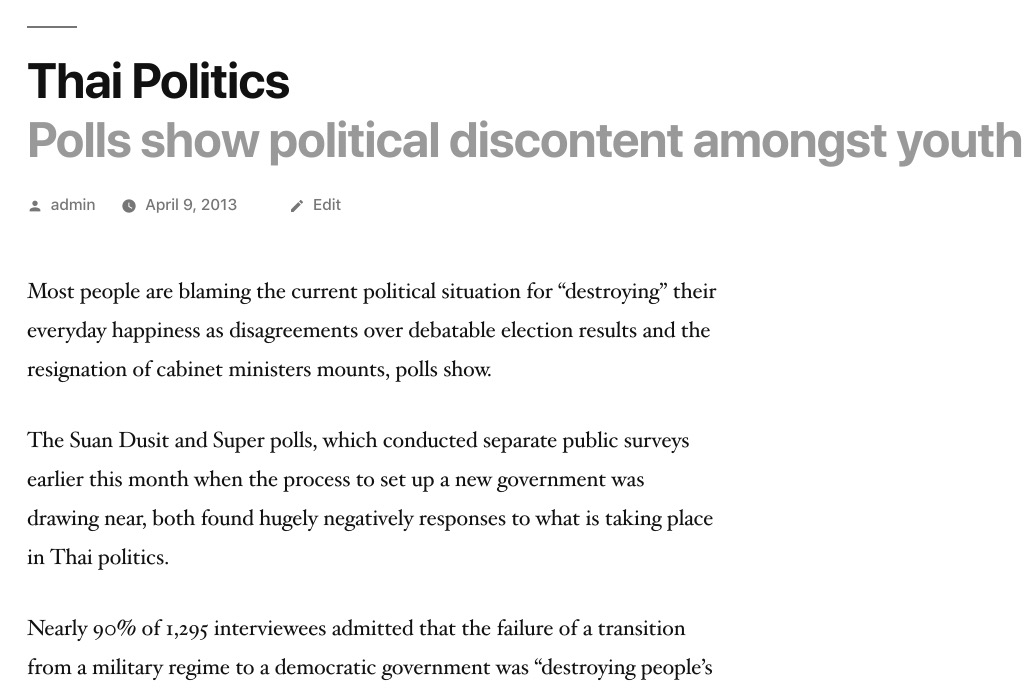 Thai Politics
Polls show political discontent amongst youth
admin April 9, 2013 Edit
Most people are blaming the current political situation for “destroying” their
everyday happiness as disagreements over debatable election results and the
resignation of cabinet ministers mounts, polls show.
The Suan Dusit and Super polls, which conducted separate public surveys
earlier this month when the process to set up a new government was
drawing near, both found hugely negatively responses to what is taking place
in Thai politics.
Nearly 90% of 1,295 interviewees admitted that the failure of a transition
from a military regime to a democratic government was “destroying people’s